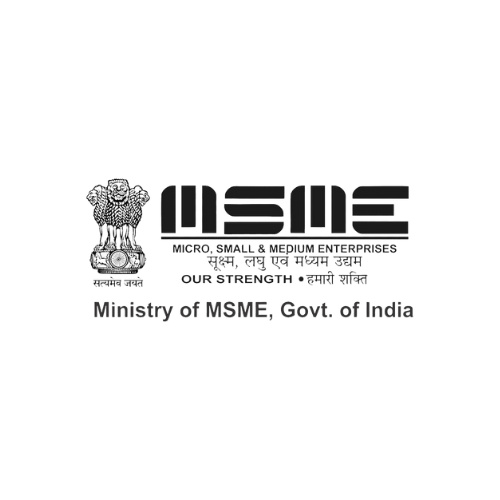 MSME
MICRO, SMALL & MEDIUM ENTERPRISES
सूक्ष्म, लघु एवं मध्यम उद्यम
OUR STRENGTH • हमारी शक्ति
सत्यमेव जयते
Ministry of MSME, Govt. of India